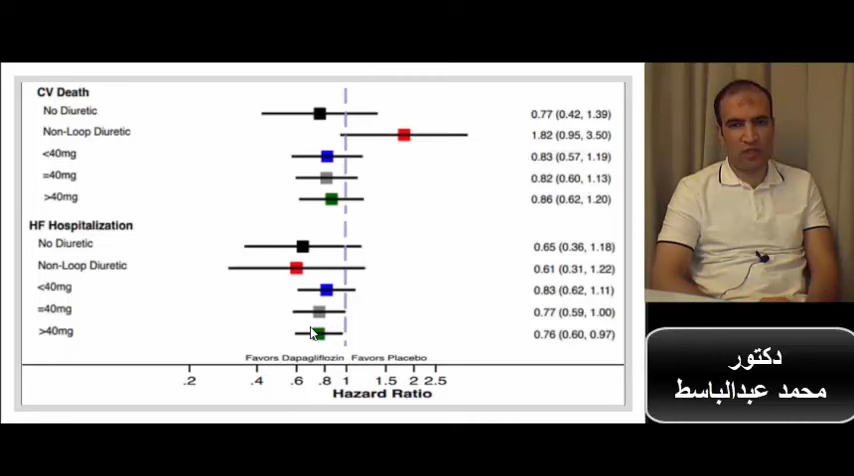 CV Death
No Diuretic 0.77 (0.42, 1.39)
Non-Loop Diuretic 1.82 (0.95, 3.50)
<40mg 0.83 (0.57, 1.19)
=40mg 0.82 (0.60, 1.13)
>40mg 0.86 (0.62, 1.20)
HF Hospitalization
No Diuretic 0.65 (0.36, 1.18)
Non-Loop Diuretic 0.61 (0.31, 1.22)
<40mg 0.83 (0.62, 1.11)
=40mg 0.77 (0.59, 1.00)
>40mg 0.76 (0.60, 0.97)
Favors Dapagliflozin Favors Placebo
.2 .4 .6 .8 1 1.5 2 2.5
Hazard Ratio
دكتور
محمد عبدالباسط